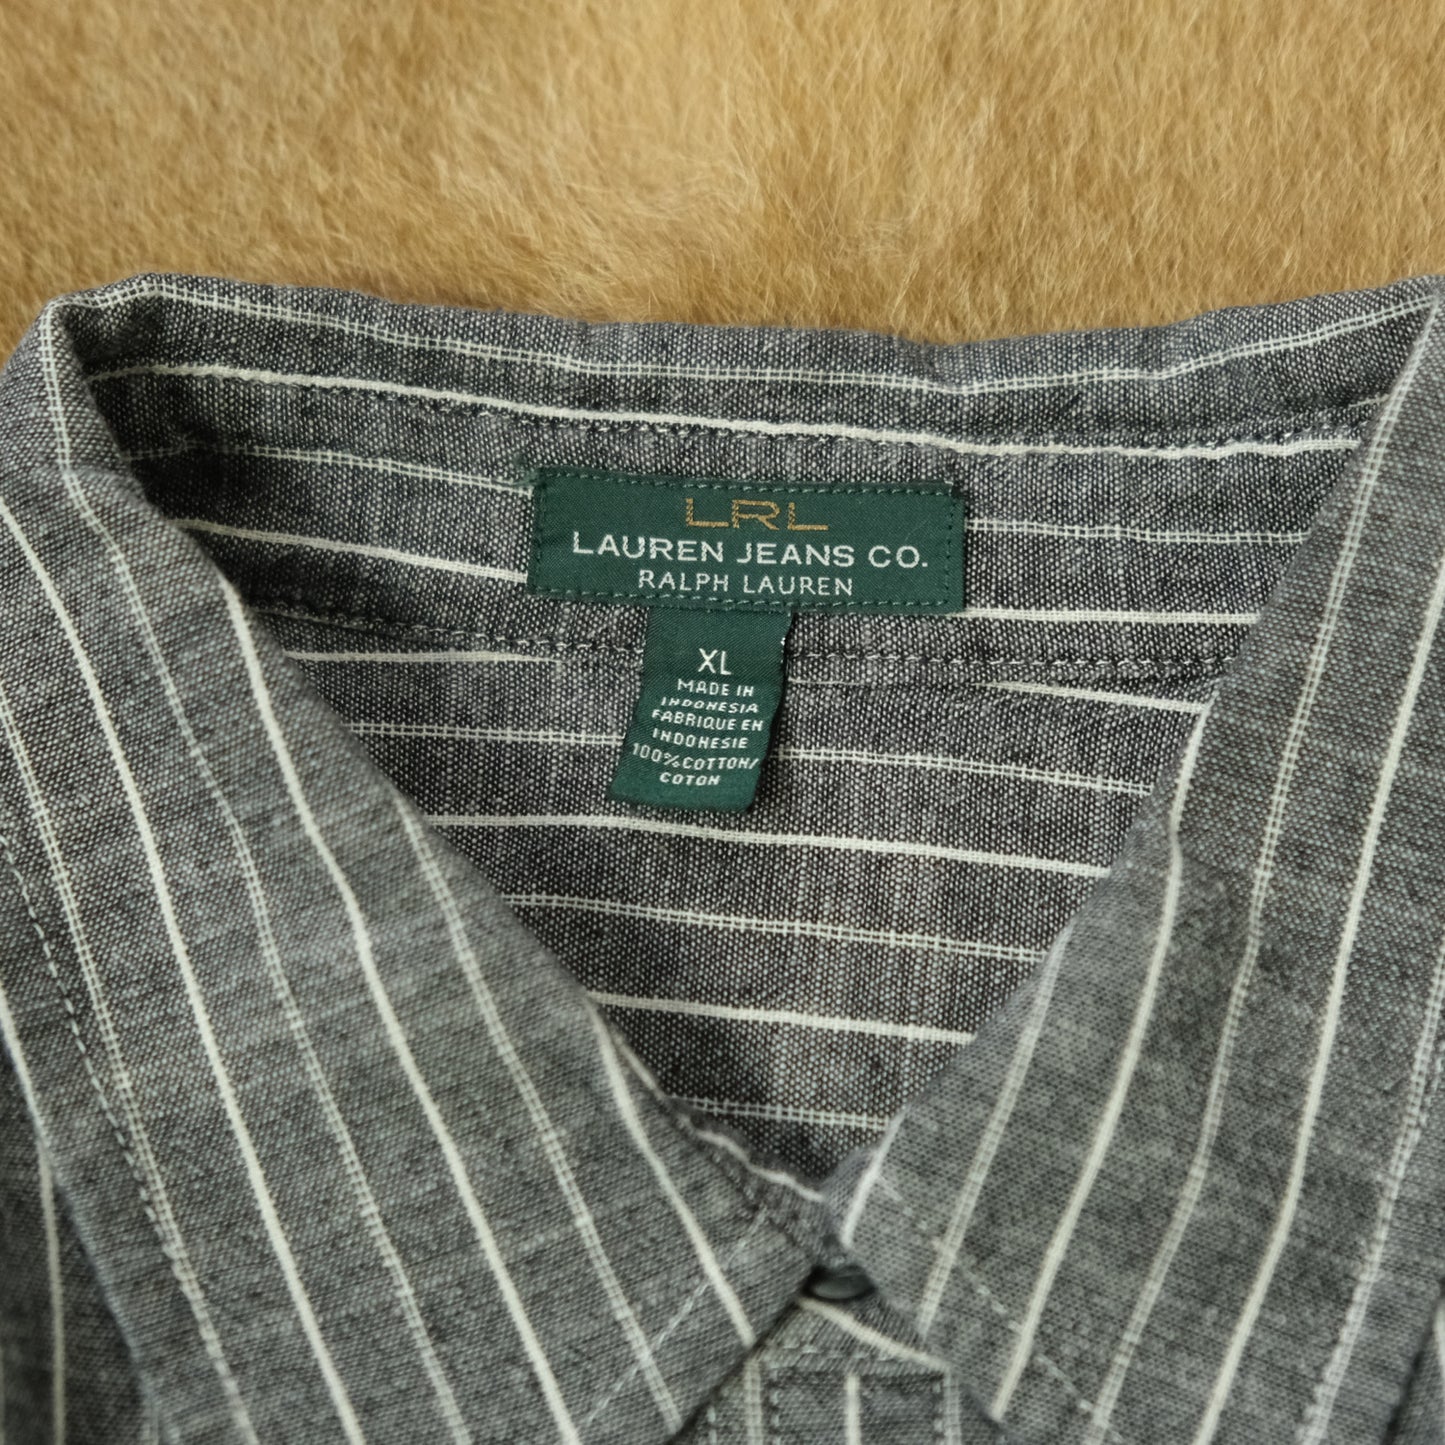 LRL
LAUREN JEANS CO.
RALPH LAUREN
XL
MADE IN
INDONESIA
FABRIQUE EN
INDONESIE
100% COTTON/
COTON